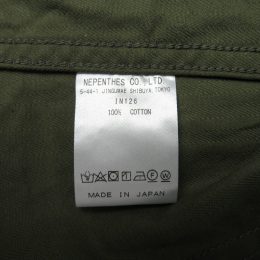 NEPENTHES CO., LTD
5-44-1 JINGUMAE SHIBUYA TOKYO
IN126
100% COTTON
MADE IN JAPAN